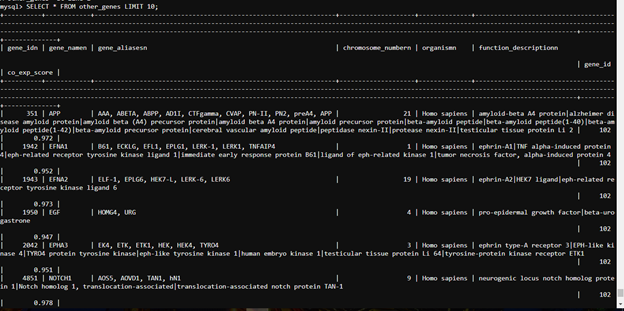 mysql> SELECT * FROM other_genes LIMIT 10;
| gene_idn | gene_namen | gene_aliasesn | chromosome_numbern | organismn | function_descriptionn
| gene_id
| co_exp_score |
| 351 | APP | AAA, ABETA, ABPP, AD1I, CTFgamma, CVAP, PN-II, PN2, preA4, APP | 21 | Homo sapiens | amyloid-beta A4 protein|alzheimer di
sease amyloid protein|amyloid beta (A4) precursor protein|amyloid precursor protein|beta-amyloid peptide|beta-amyloid peptide(1-40)|beta-am
yloid peptide(1-42)|beta-amyloid precursor protein|cerebral vascular amyloid peptide|peptidase nexin-II|protease nexin-II|testicular tissue protein Li 2 | 102
| 0.972 |
| 1942 | EFNA1 | B61, ECKLG, EFL1, EPLG1, LERK-1, LERK1, TNFAIP4 | 1 | Homo sapiens | ephrin-A1|TNF alpha-induced protein
4|eph-related receptor tyrosine kinase ligand 1|immediate early response protein B61|ligand of eph-related kinase 1|tumor necrosis factor, alpha-induced protein 4
| 102
| 0.952 |
| 1943 | EFNA2 | ELF-1, EPLG6, HEK7-L, LERK-6, LERK6 | 19 | Homo sapiens | ephrin-A2|HEK7 ligand|eph-related re
ceptor tyrosine kinase ligand 6
| 102
| 0.973 |
| 1950 | EGF | HOMG4, URG | 4 | Homo sapiens | pro-epidermal growth factor|beta-uro
gastrone
| 102
| 0.947 |
| 2042 | EPHA3 | EK4, ETK, ETK1, HEK, HEK4, TYRO4 | 3 | Homo sapiens | ephrin type-A receptor 3|EPH-like ki
nase 4|TYRO4 protein tyrosine kinase|eph-like tyrosine kinase 1|human embryo kinase 1|testicular tissue protein Li 64|tyrosine-protein kinase receptor ETK1
| 102
| 0.951 |
| 4851 | NOTCH1 | AOS5, AOVD1, TAN1, hN1 | 9 | Homo sapiens | neurogenic locus notch homolog prote
in 1|Notch homolog 1, translocation-associated|translocation-associated notch protein TAN-1
| 102
| 0.978 |